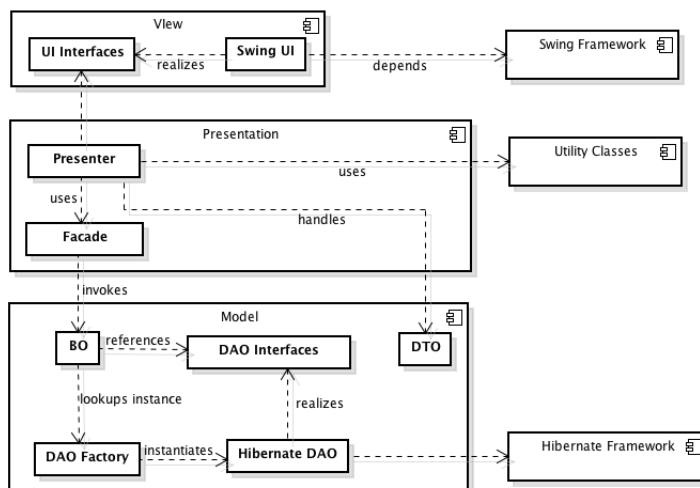 VIew
UI Interfaces
Swing UI
Swing Framework
realizes
depends
Presentation
Presenter
Utility Classes
uses
uses
handles
Facade
invokes
Model
BO
references
DAO Interfaces
DTO
lookups instance
realizes
DAO Factory
instantiates
Hibernate DAO
Hibernate Framework